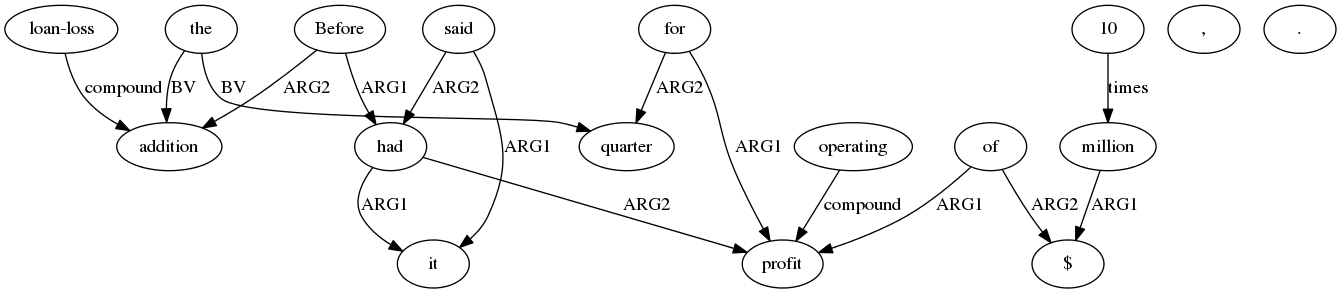 loan-loss the Before said for 10 , .
compound BV BV ARG2 ARG1 ARG2 ARG1 ARG2 ARG1 times
addition had quarter operating of million
ARG1 ARG2 compound ARG1 ARG2 ARG1
it profit $